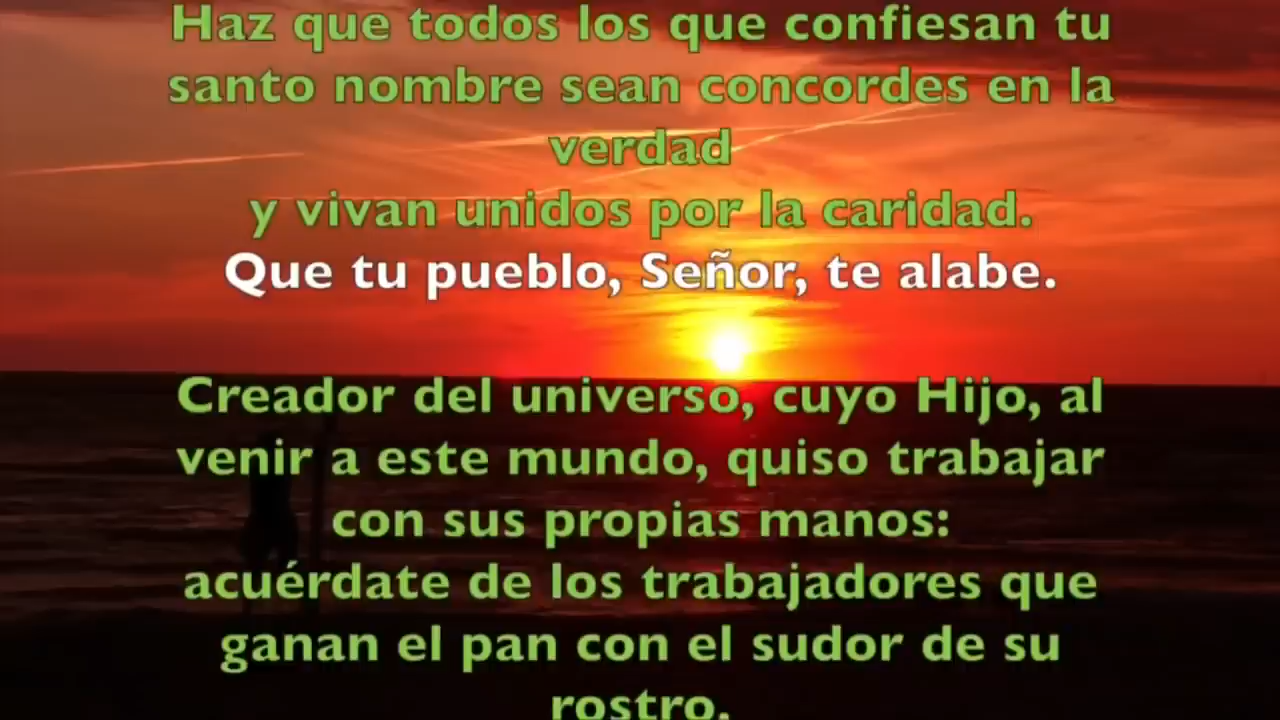 Haz que todos los que confiesan tu
santo nombre sean concordes en la
verdad
y vivan unidos por la caridad.
Que tu pueblo, Señor, te alabe.
Creador del universo, cuyo Hijo, al
venir a este mundo, quiso trabajar
con sus propias manos:
acuérdate de los trabajadores que
ganan el pan con el sudor de su
rostro.